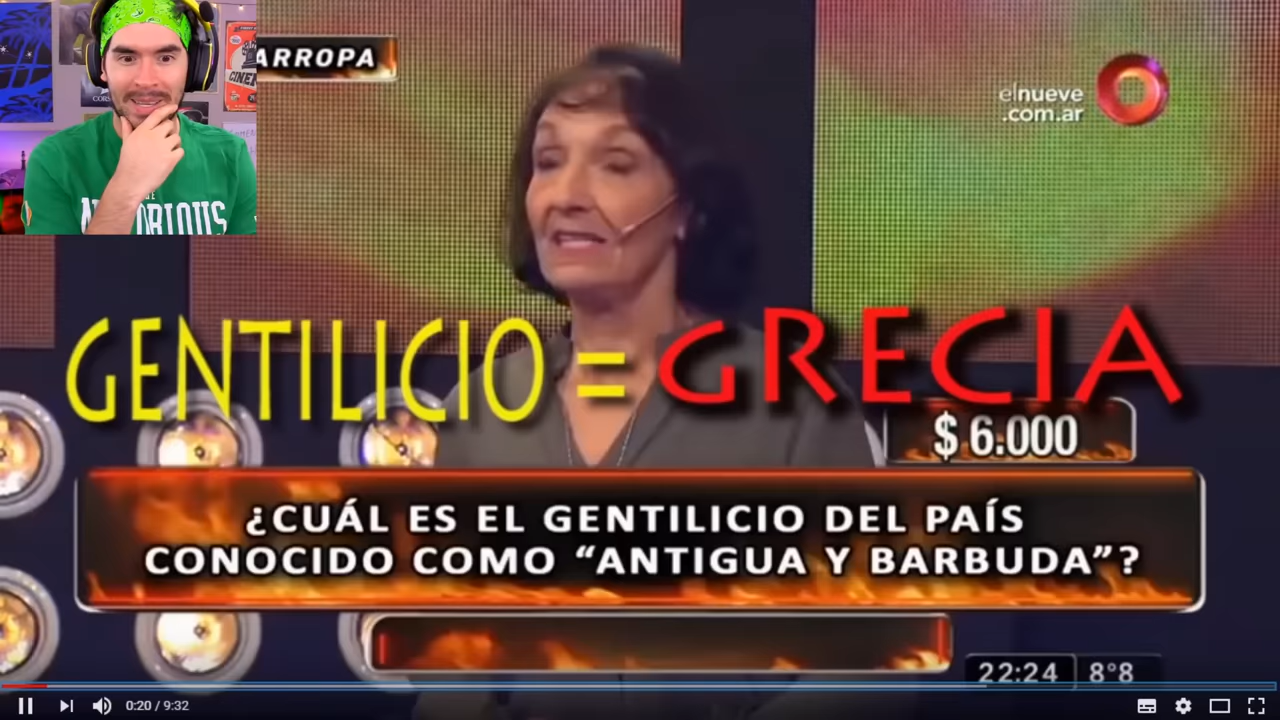 ARROPA
CINE
elnueve
.com.ar
GENTILICIO = GRECIA
$ 6.000
¿CUÁL ES EL GENTILICIO DEL PAÍS
CONOCIDO COMO “ANTIGUA Y BARBUDA”?
22:24 8°8
0:20 / 9:32